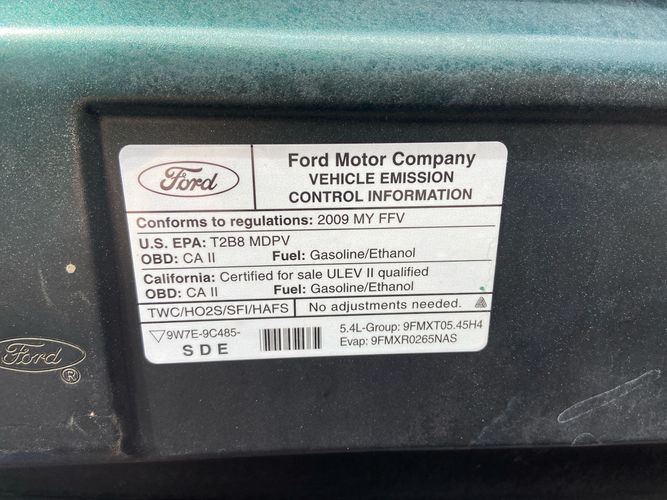 Ford
Ford Motor Company
VEHICLE EMISSION
CONTROL INFORMATION
Conforms to regulations: 2009 MY FFV
U.S. EPA: T2B8 MDPV
OBD: CA II Fuel: Gasoline/Ethanol
California: Certified for sale ULEV II qualified
OBD: CA II Fuel: Gasoline/Ethanol
TWC/HO2S/SFI/HAFS No adjustments needed.
9W7E-9C485-
SDE
5.4L-Group: 9FMXT05.45H4
Evap: 9FMXR0265NAS
Ford ®